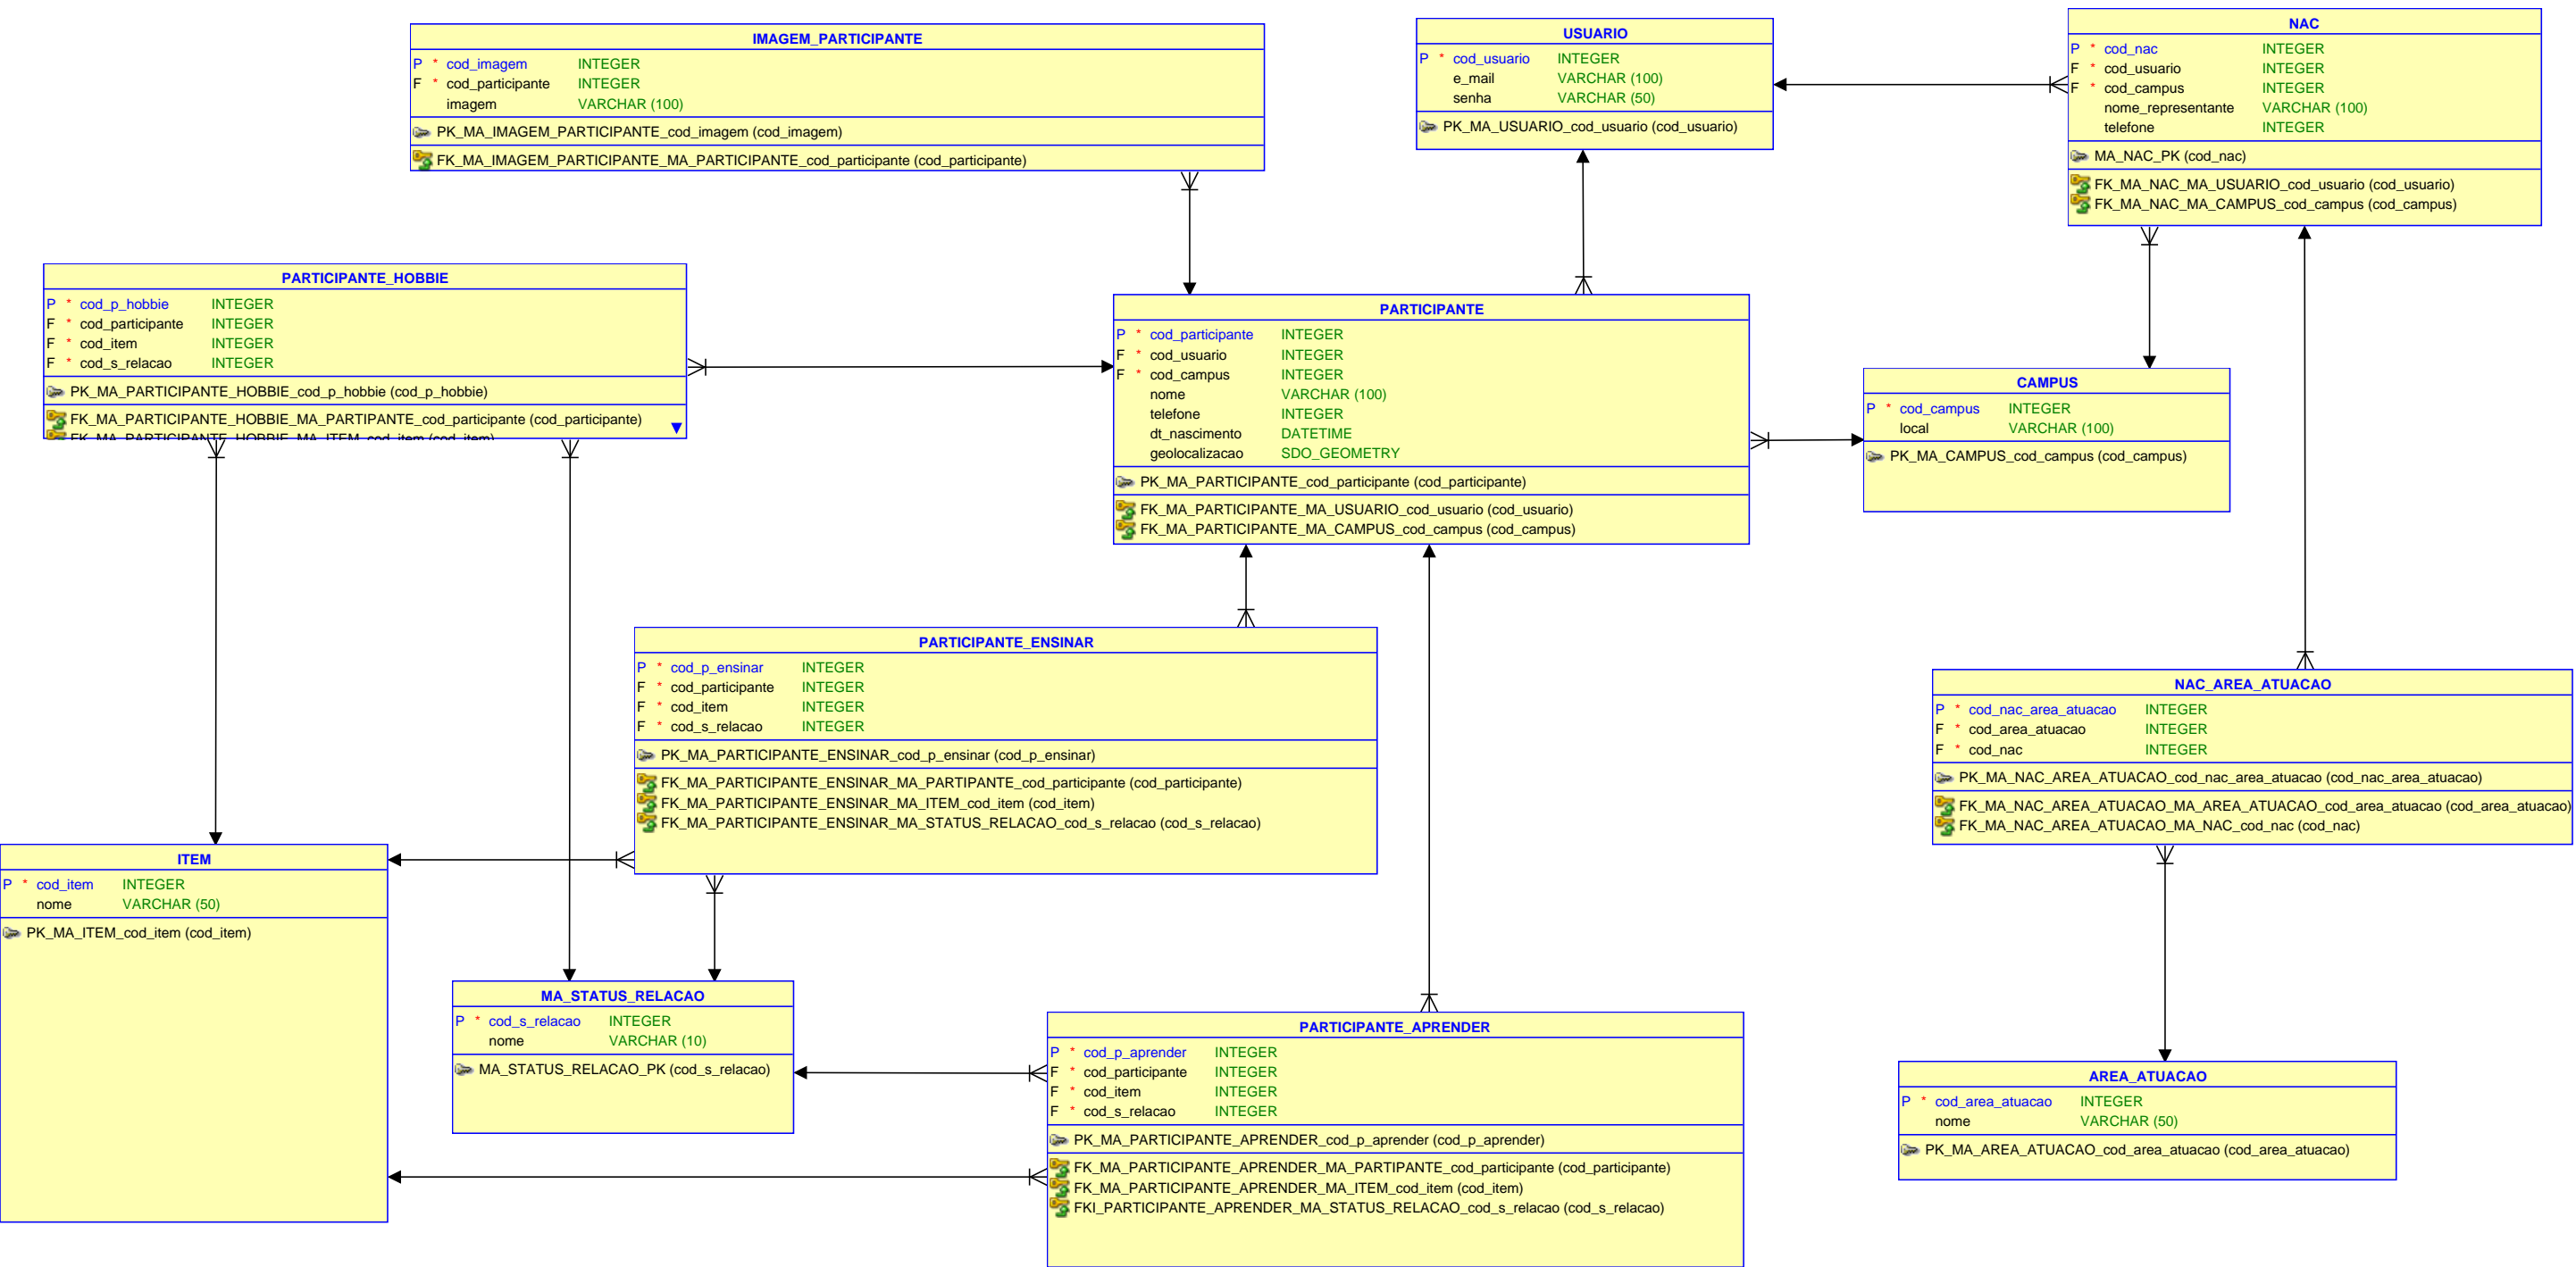 IMAGEM_PARTICIPANTE
P * cod_imagem INTEGER
F * cod_participante INTEGER
imagem VARCHAR (100)
PK_MA_IMAGEM_PARTICIPANTE_cod_imagem (cod_imagem)
FK_MA_IMAGEM_PARTICIPANTE_MA_PARTICIPANTE_cod_participante (cod_participante)
USUARIO
P * cod_usuario INTEGER
e_mail VARCHAR (100)
senha VARCHAR (50)
PK_MA_USUARIO_cod_usuario (cod_usuario)
NAC
P * cod_nac INTEGER
F * cod_usuario INTEGER
F * cod_campus INTEGER
nome_representante VARCHAR (100)
telefone INTEGER
MA_NAC_PK (cod_nac)
FK_MA_NAC_MA_USUARIO_cod_usuario (cod_usuario)
FK_MA_NAC_MA_CAMPUS_cod_campus (cod_campus)
PARTICIPANTE_HOBBIE
P * cod_p_hobbie INTEGER
F * cod_participante INTEGER
F * cod_item INTEGER
F * cod_s_relacao INTEGER
PK_MA_PARTICIPANTE_HOBBIE_cod_p_hobbie (cod_p_hobbie)
FK_MA_PARTICIPANTE_HOBBIE_MA_PARTIPANTE_cod_participante (cod_participante)
FK_MA_PARTICIPANTE_HOBBIE_MA_ITEM_cod_item (cod_item)
PARTICIPANTE
P * cod_participante INTEGER
F * cod_usuario INTEGER
F * cod_campus INTEGER
nome VARCHAR (100)
telefone INTEGER
dt_nascimento DATETIME
geolocalizacao SDO_GEOMETRY
PK_MA_PARTICIPANTE_cod_participante (cod_participante)
FK_MA_PARTICIPANTE_MA_USUARIO_cod_usuario (cod_usuario)
FK_MA_PARTICIPANTE_MA_CAMPUS_cod_campus (cod_campus)
CAMPUS
P * cod_campus INTEGER
local VARCHAR (100)
PK_MA_CAMPUS_cod_campus (cod_campus)
PARTICIPANTE_ENSINAR
P * cod_p_ensinar INTEGER
F * cod_participante INTEGER
F * cod_item INTEGER
F * cod_s_relacao INTEGER
PK_MA_PARTICIPANTE_ENSINAR_cod_p_ensinar (cod_p_ensinar)
FK_MA_PARTICIPANTE_ENSINAR_MA_PARTIPANTE_cod_participante (cod_participante)
FK_MA_PARTICIPANTE_ENSINAR_MA_ITEM_cod_item (cod_item)
FK_MA_PARTICIPANTE_ENSINAR_MA_STATUS_RELACAO_cod_s_relacao (cod_s_relacao)
NAC_AREA_ATUACAO
P * cod_nac_area_atuacao INTEGER
F * cod_area_atuacao INTEGER
F * cod_nac INTEGER
PK_MA_NAC_AREA_ATUACAO_cod_nac_area_atuacao (cod_nac_area_atuacao)
FK_MA_NAC_AREA_ATUACAO_MA_AREA_ATUACAO_cod_area_atuacao (cod_area_atuacao)
FK_MA_NAC_AREA_ATUACAO_MA_NAC_cod_nac (cod_nac)
ITEM
P * cod_item INTEGER
nome VARCHAR (50)
PK_MA_ITEM_cod_item (cod_item)
MA_STATUS_RELACAO
P * cod_s_relacao INTEGER
nome VARCHAR (10)
MA_STATUS_RELACAO_PK (cod_s_relacao)
PARTICIPANTE_APRENDER
P * cod_p_aprender INTEGER
F * cod_participante INTEGER
F * cod_item INTEGER
F * cod_s_relacao INTEGER
PK_MA_PARTICIPANTE_APRENDER_cod_p_aprender (cod_p_aprender)
FK_MA_PARTICIPANTE_APRENDER_MA_PARTIPANTE_cod_participante (cod_participante)
FK_MA_PARTICIPANTE_APRENDER_MA_ITEM_cod_item (cod_item)
FKI_PARTICIPANTE_APRENDER_MA_STATUS_RELACAO_cod_s_relacao (cod_s_relacao)
AREA_ATUACAO
P * cod_area_atuacao INTEGER
nome VARCHAR (50)
PK_MA_AREA_ATUACAO_cod_area_atuacao (cod_area_atuacao)